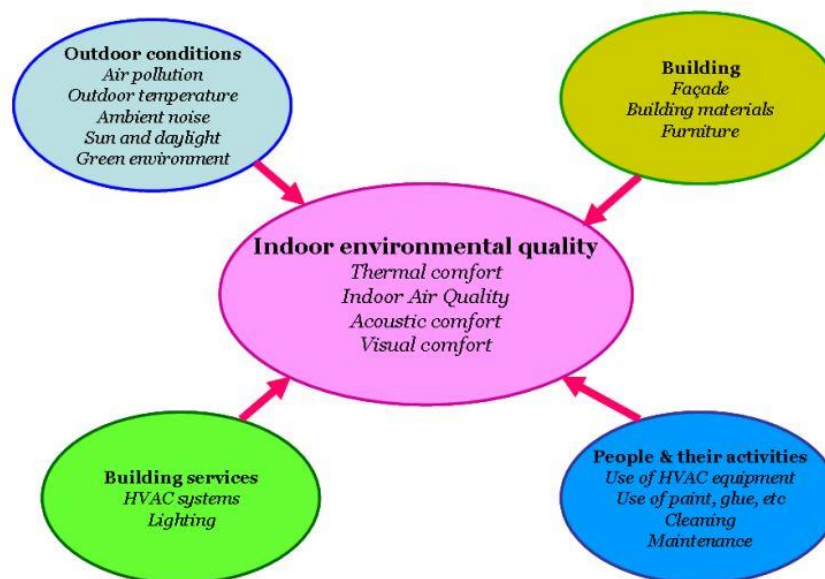 Outdoor conditions
Air pollution
Outdoor temperature
Ambient noise
Sun and daylight
Green environment
Building
Façade
Building materials
Furniture
Indoor environmental quality
Thermal comfort
Indoor Air Quality
Acoustic comfort
Visual comfort
Building services
HVAC systems
Lighting
People & their activities
Use of HVAC equipment
Use of paint, glue, etc
Cleaning
Maintenance